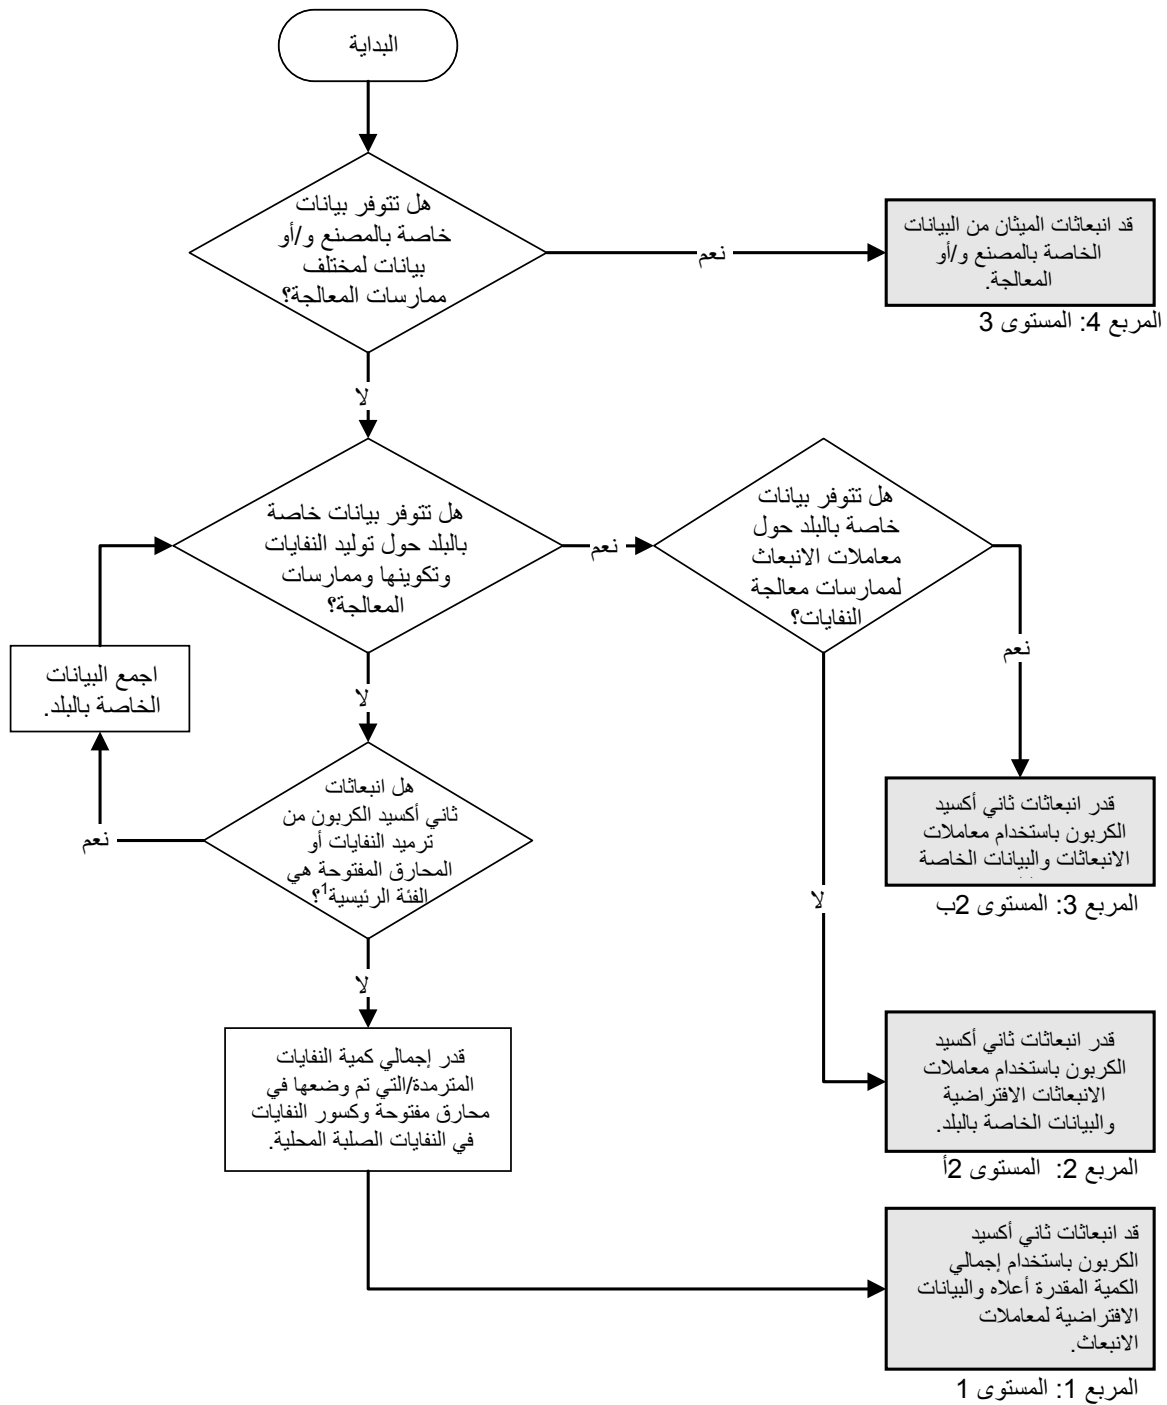 البداية
هل تتوفر بيانات
خاصة بالمصنع و/أو
بيانات لمختلف
ممارسات المعالجة؟
نعم
قد انبعاثات الميثان من البيانات
الخاصة بالمصنع و/أو
المعالجة.
المربع 4: المستوى 3
لا
هل تتوفر بيانات خاصة
بالبلد حول توليد النفايات
وتكوينها وممارسات
المعالجة؟
نعم
هل تتوفر بيانات
خاصة بالبلد حول
معاملات الانبعاث
لممارسات معالجة
النفايات؟
نعم
اجمع البيانات
الخاصة بالبلد.
لا
هل انبعاثات
ثاني أكسيد الكربون من
ترميد النفايات أو
المحارق المفتوحة هي
الفئة الرئيسية1؟
نعم
قدر انبعاثات ثاني أكسيد
الكربون باستخدام معاملات
الانبعاثات والبيانات الخاصة
المربع 3: المستوى 2ب
لا
لا
قدر إجمالي كمية النفايات
المترمدة/التي تم وضعها في
محارق مفتوحة وكسور النفايات
في النفايات الصلبة المحلية.
قدر انبعاثات ثاني أكسيد
الكربون باستخدام معاملات
الانبعاثات الافتراضية
والبيانات الخاصة بالبلد.
المربع 2: المستوى 2أ
قد انبعاثات ثاني أكسيد
الكربون باستخدام إجمالي
الكمية المقدرة أعلاه والبيانات
الافتراضية لمعاملات
الانبعاث.
المربع 1: المستوى 1